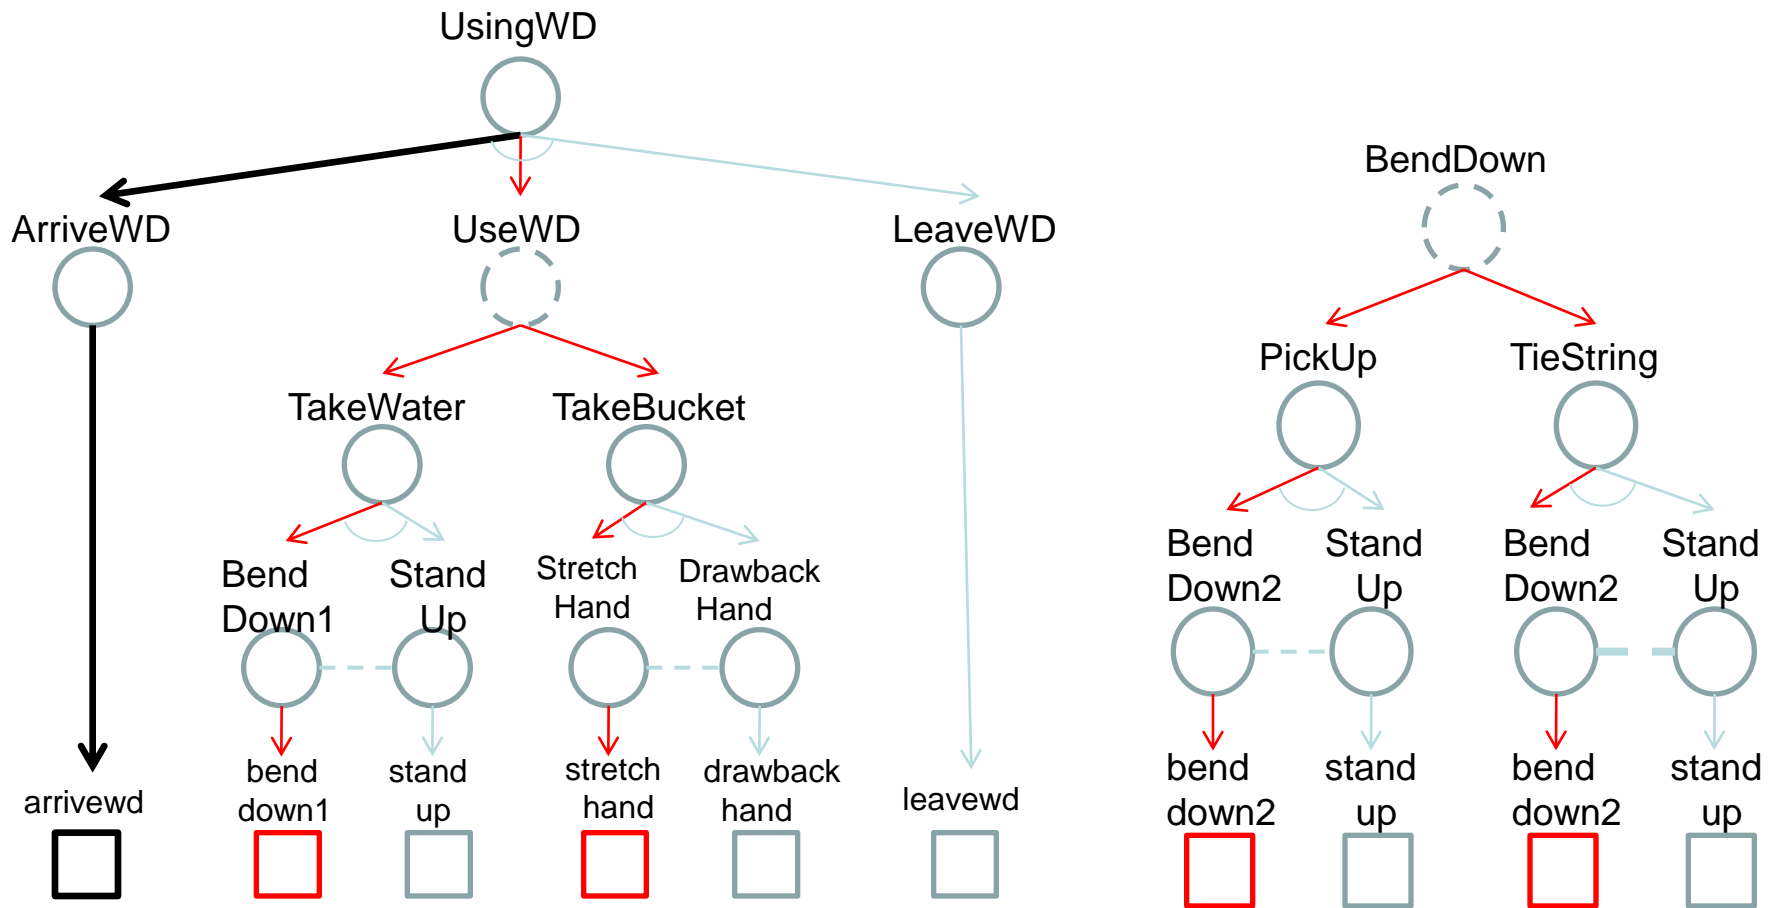 UsingWD
BendDown
ArriveWD
UseWD
LeaveWD
PickUp
TieString
TakeWater
TakeBucket
Bend
Down1
Stand
Up
Stretch
Hand
Drawback
Hand
Bend
Down2
Stand
Up
Bend
Down2
Stand
Up
arrivewd
bend
down1
stand
up
stretch
hand
drawback
hand
leavewd
bend
down2
stand
up
bend
down2
stand
up